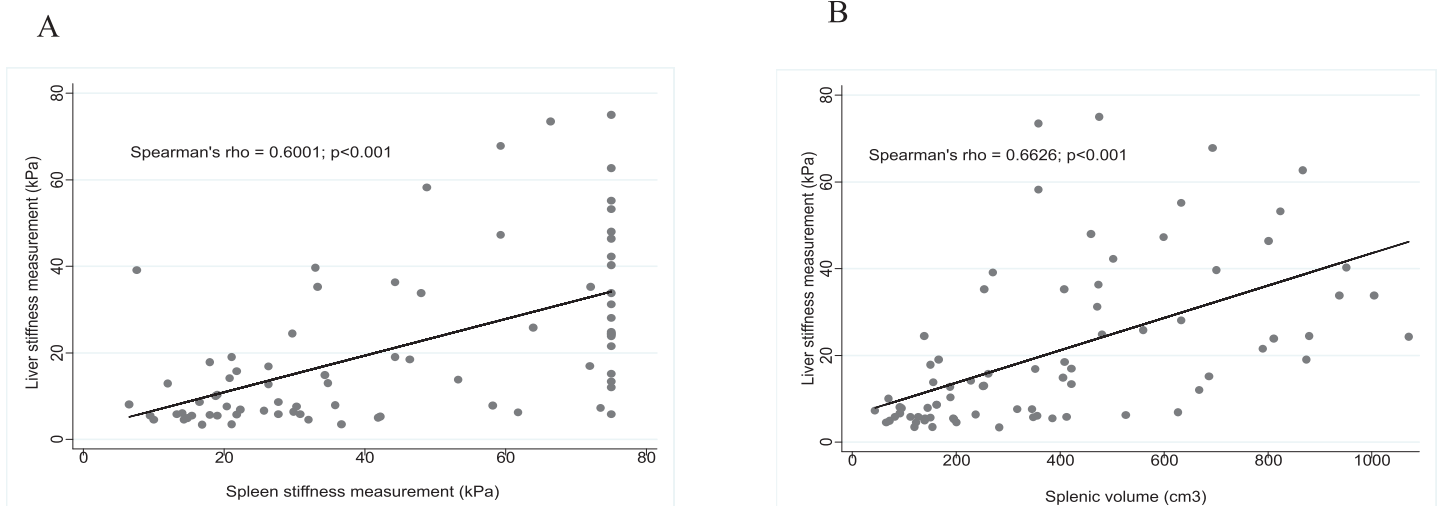 A
80
60
40
20
0
Liver stiffness measurement (kPa)
Spearman's rho = 0.6001; p<0.001
0 20 40 60 80
Spleen stiffness measurement (kPa)
B
80
60
40
20
0
Liver stiffness measurement (kPa)
Spearman's rho = 0.6626; p<0.001
0 200 400 600 800 1000
Splenic volume (cm3)